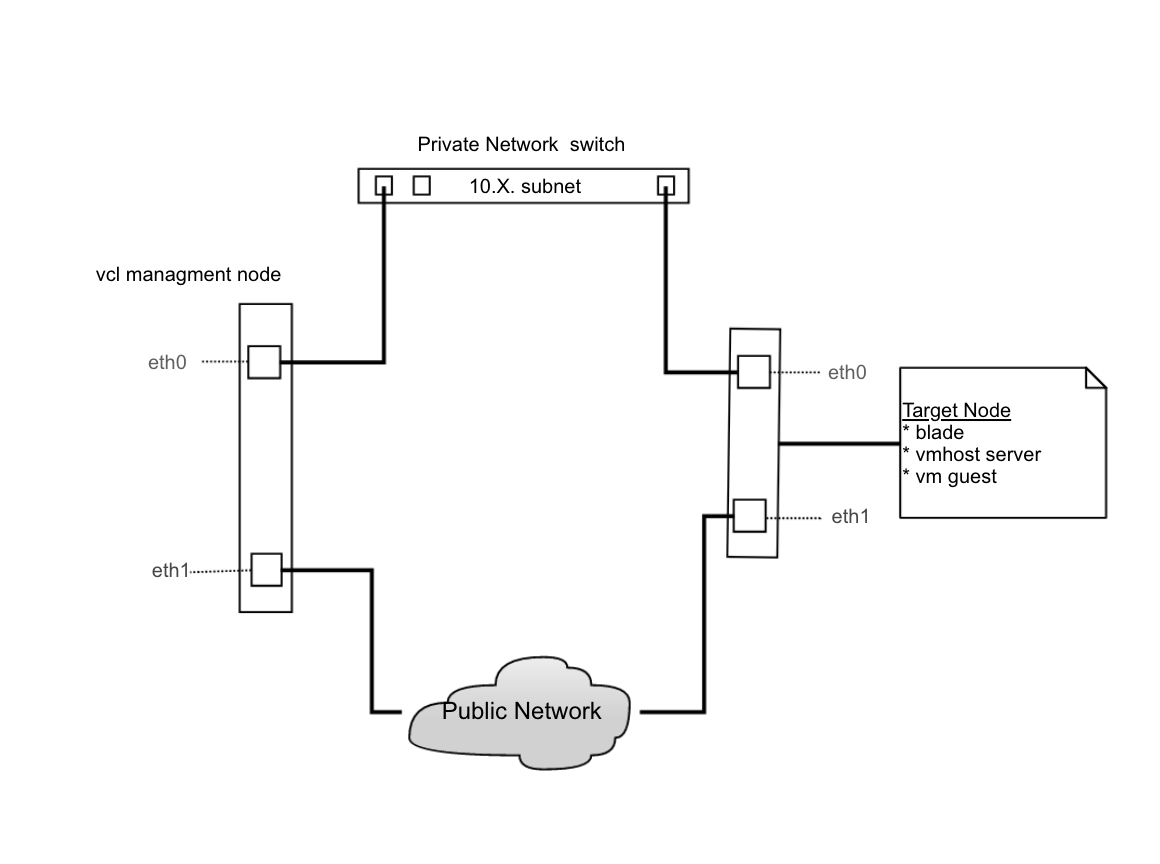 Private Network  switch
10.X. subnet
vcl managment node
eth0
eth0
Target Node
* blade
* vmhost server
* vm guest
eth1
eth1
Public Network